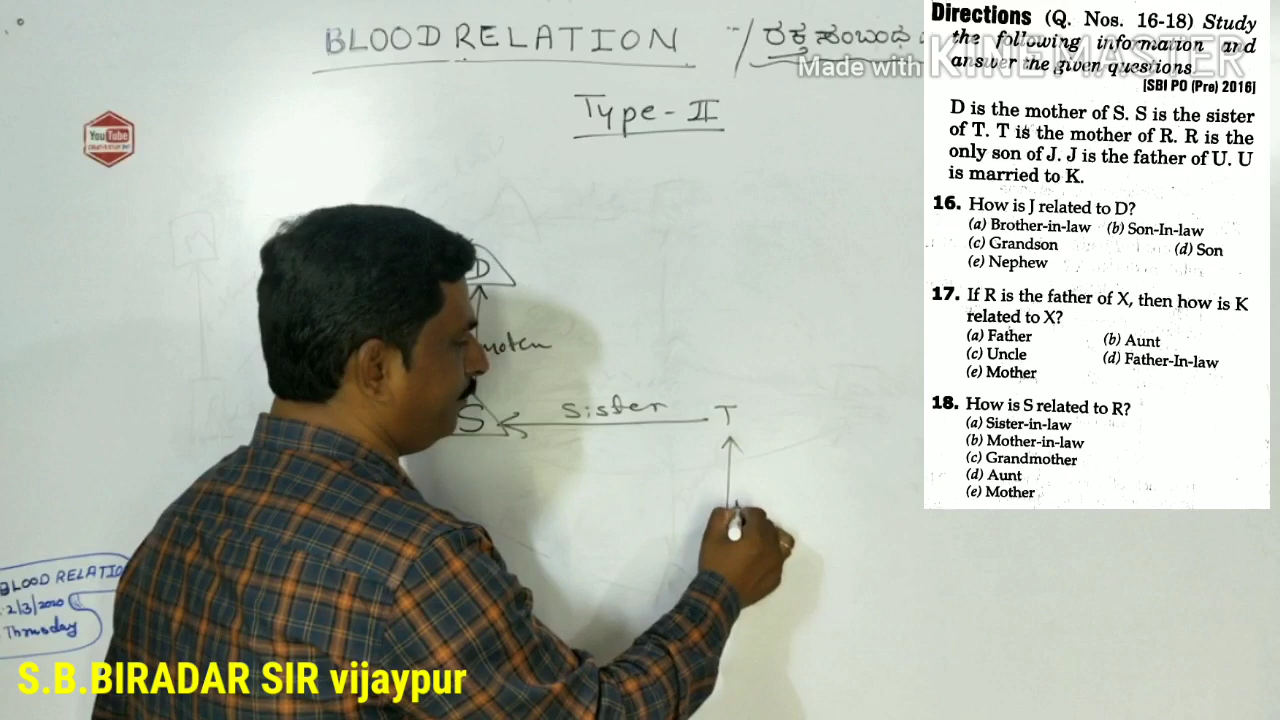 BLOOD RELATION / ರಕ್ತ ಸಂಬಂಧ
Type - II
Made with KINEMASTER
YouTube
D
S
sister
T
BLOOD RELATIO
2/3/2020
S.B.BIRADAR SIR vijaypur
Directions (Q. Nos. 16-18) Study
the following information and
answer the given questions.
[SBI PO (Pre) 2016]
D is the mother of S. S is the sister
of T. T is the mother of R. R is the
only son of J. J is the father of U. U
is married to K.
16. How is J related to D?
(a) Brother-in-law (b) Son-In-law
(c) Grandson (d) Son
(e) Nephew
17. If R is the father of X, then how is K
related to X?
(a) Father (b) Aunt
(c) Uncle (d) Father-In-law
(e) Mother
18. How is S related to R?
(a) Sister-in-law
(b) Mother-in-law
(c) Grandmother
(d) Aunt
(e) Mother